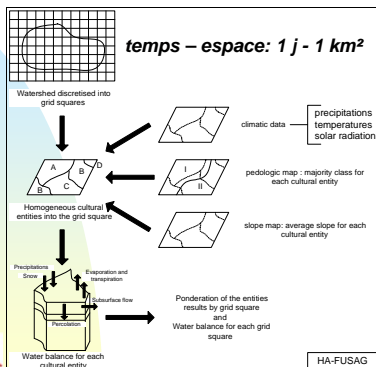 temps – espace: 1 j - 1 km²
Watershed discretised into
grid squares
climatic data
precipitations
temperatures
solar radiation
A
B
D
B
C
I
II
pedologic map : majority class for
each cultural entity
Homogeneous cultural
entities into the grid square
slope map: average slope for each
cultural entity
Precipitations
Snow
Evaporation and
transpiration
Subsurface flow
Percolation
Ponderation of the entities
results by grid square
and
Water balance for each grid
square
Water balance for each
cultural entity
HA-FUSAG